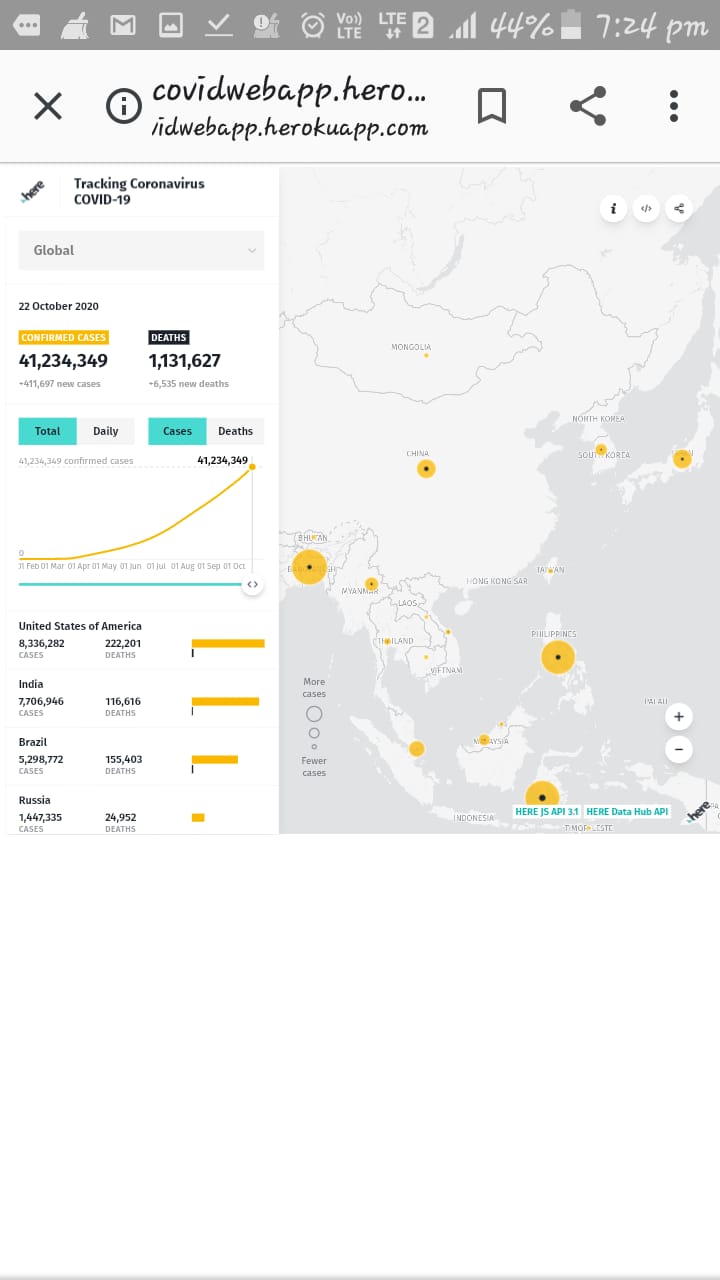 Vo)) LTE
LTE 2 44% 7:24 pm
covidwebapp.hero...
idwebapp.herokuapp.com
here
Tracking Coronavirus
COVID-19
Global
22 October 2020
CONFIRMED CASES DEATHS
41,234,349 1,131,627
+411,697 new cases +6,535 new deaths
Total Daily Cases Deaths
41,234,349 confirmed cases 41,234,349
0
01 Feb 01 Mar 01 Apr 01 May 01 Jun 01 Jul 01 Aug 01 Sep 01 Oct
United States of America
8,336,282 222,201
CASES DEATHS
India
7,706,946 116,616
CASES DEATHS
Brazil
5,298,772 155,403
CASES DEATHS
Russia
1,447,335 24,952
CASES DEATHS
MONGOLIA
NORTH KOREA
CHINA
SOUTH KOREA
BHUTAN
TAIWAN
HONG KONG SAR
MYANMAR
LAOS
THAILAND
PHILIPPINES
VIETNAM
PALAU
MALAYSIA
More
cases
Fewer
cases
+
−
HERE JS API 3.1 HERE Data Hub API
here
INDONESIA
TIMOR-LESTE